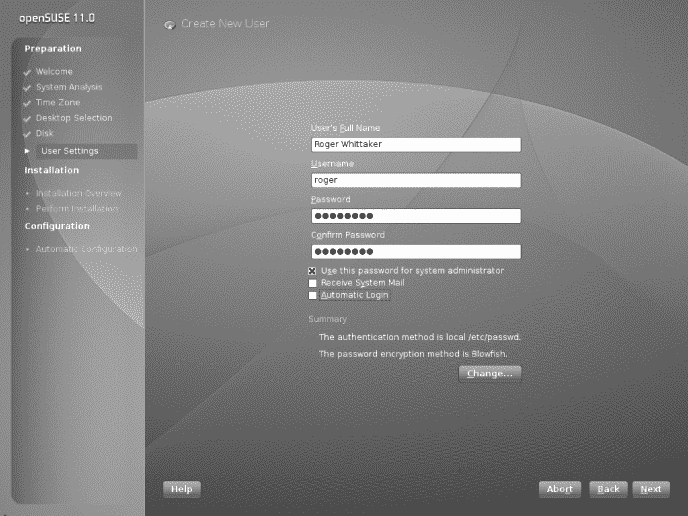 openSUSE 11.0
Create New User
Preparation
Welcome
System Analysis
Time Zone
Desktop Selection
Disk
User Settings
Installation
Installation Overview
Perform Installation
Configuration
Automatic Configuration
User's Full Name
Roger Whittaker
Username
roger
Password
●●●●●●●●
Confirm Password
●●●●●●●●
Use this password for system administrator
Receive System Mail
Automatic Login
Summary
The authentication method is local /etc/passwd.
The password encryption method is Blowfish.
Change...
Help
Abort
Back
Next